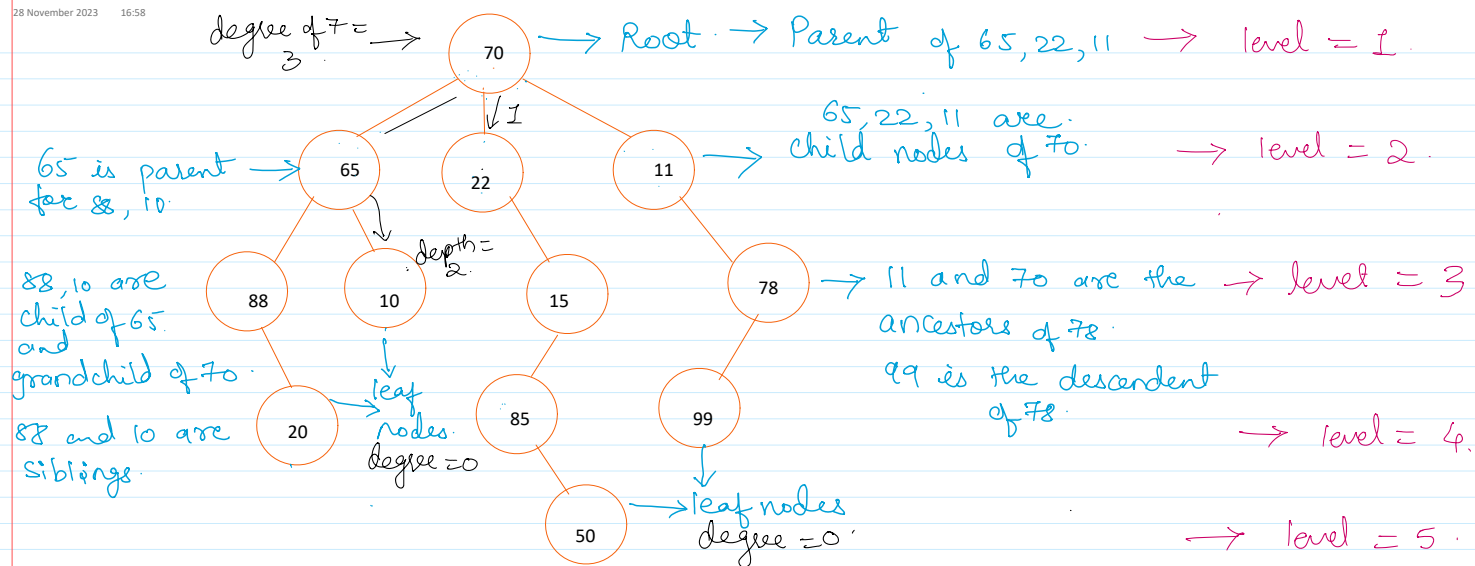 28 November 2023 16:58
degree of 7 =
3
70
Root
Parent of 65, 22, 11
level = 1
1
65, 22, 11 are
child nodes of 70
level = 2
65 is parent
for 88, 10
65
22
11
depth =
2
88, 10 are
child of 65
and
grandchild of 70
88
10
15
78
11 and 70 are the
ancestors of 78
level = 3
99 is the descendent
of 78
88 and 10 are
siblings
20
leaf
nodes
degree = 0
85
99
level = 4
50
leaf nodes
degree = 0
level = 5